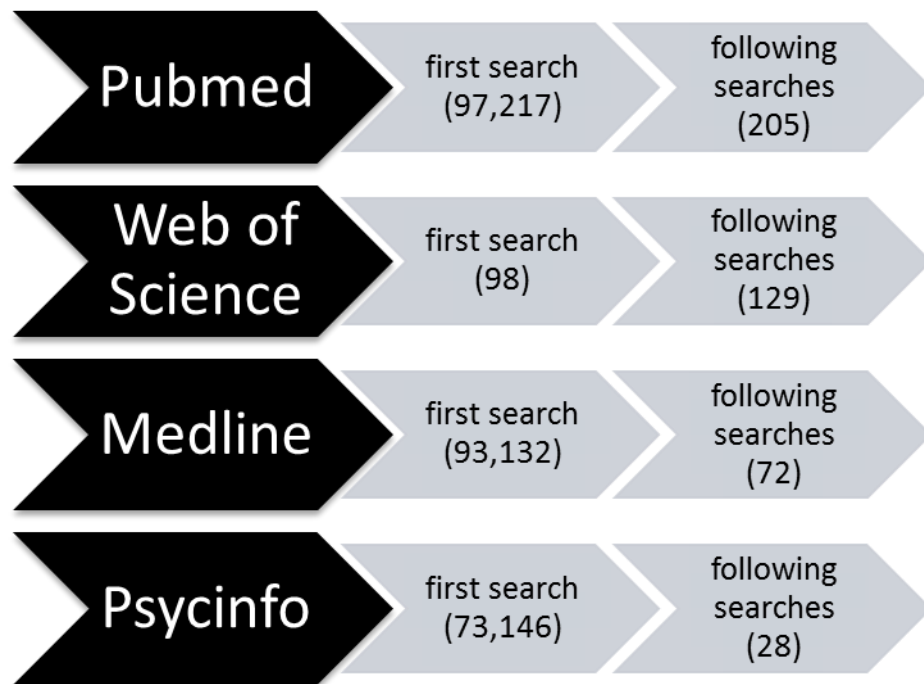 Pubmed
first search
(97,217)
following
searches
(205)
Web of
Science
first search
(98)
following
searches
(129)
Medline
first search
(93,132)
following
searches
(72)
Psycinfo
first search
(73,146)
following
searches
(28)